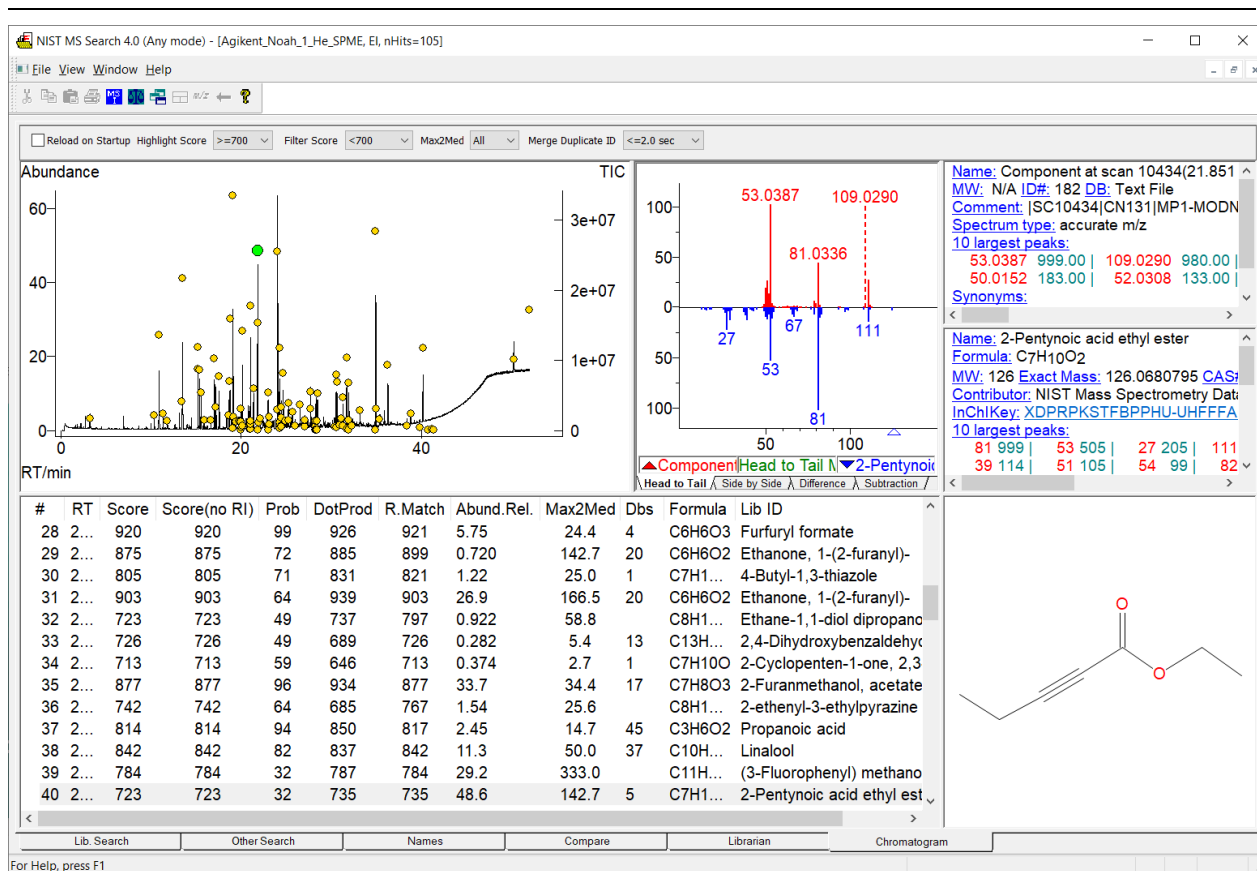 NIST MS Search 4.0 (Any mode) - [Agikent_Noah_1_He_SPME, EI, nHits=105]
File View Window Help
m/z
Reload on Startup Highlight Score >=700 Filter Score <700 Max2Med All Merge Duplicate ID <=2.0 sec
Abundance TIC
60
40
20
0
3e+07
2e+07
1e+07
0
0 20 40
RT/min
100
50
0
50
100
53.0387 109.0290
81.0336
27 67 111
53
81
50 100
Component Head to Tail M 2-Pentynoic
Head to Tail Side by Side Difference Subtraction
Name: Component at scan 10434(21.851
MW: N/A ID#: 182 DB: Text File
Comment: |SC10434|CN131|MP1-MODN
Spectrum type: accurate m/z
10 largest peaks:
53.0387 999.00 | 109.0290 980.00 |
50.0152 183.00 | 52.0308 133.00 |
Synonyms:
Name: 2-Pentynoic acid ethyl ester
Formula: C7H10O2
MW: 126 Exact Mass: 126.0680795 CAS#
Contributor: NIST Mass Spectrometry Data
InChIKey: XDPRPKSTFBPPHU-UHFFFA
10 largest peaks:
81 999 | 53 505 | 27 205 | 111
39 114 | 51 105 | 54 99 | 82
# RT Score Score(no RI) Prob DotProd R.Match Abund.Rel. Max2Med Dbs Formula Lib ID
28 2... 920 920 99 926 921 5.75 24.4 4 C6H6O3 Furfuryl formate
29 2... 875 875 72 885 899 0.720 142.7 20 C6H6O2 Ethanone, 1-(2-furanyl)-
30 2... 805 805 71 831 821 1.22 25.0 1 C7H1... 4-Butyl-1,3-thiazole
31 2... 903 903 64 939 903 26.9 166.5 20 C6H6O2 Ethanone, 1-(2-furanyl)-
32 2... 723 723 49 737 797 0.922 58.8 C8H1... Ethane-1,1-diol dipropano
33 2... 726 726 49 689 726 0.282 5.4 13 C13H... 2,4-Dihydroxybenzaldehyd
34 2... 713 713 59 646 713 0.374 2.7 1 C7H10O 2-Cyclopenten-1-one, 2,3
35 2... 877 877 96 934 877 33.7 34.4 17 C7H8O3 2-Furanmethanol, acetate
36 2... 742 742 64 685 767 1.54 25.6 C8H1... 2-ethenyl-3-ethylpyrazine
37 2... 814 814 94 850 817 2.45 14.7 45 C3H6O2 Propanoic acid
38 2... 842 842 82 837 842 11.3 50.0 37 C10H... Linalool
39 2... 784 784 32 787 784 29.2 333.0 C11H... (3-Fluorophenyl) methano
40 2... 723 723 32 735 735 48.6 142.7 5 C7H1... 2-Pentynoic acid ethyl est
O
O
Lib. Search Other Search Names Compare Librarian Chromatogram
For Help, press F1